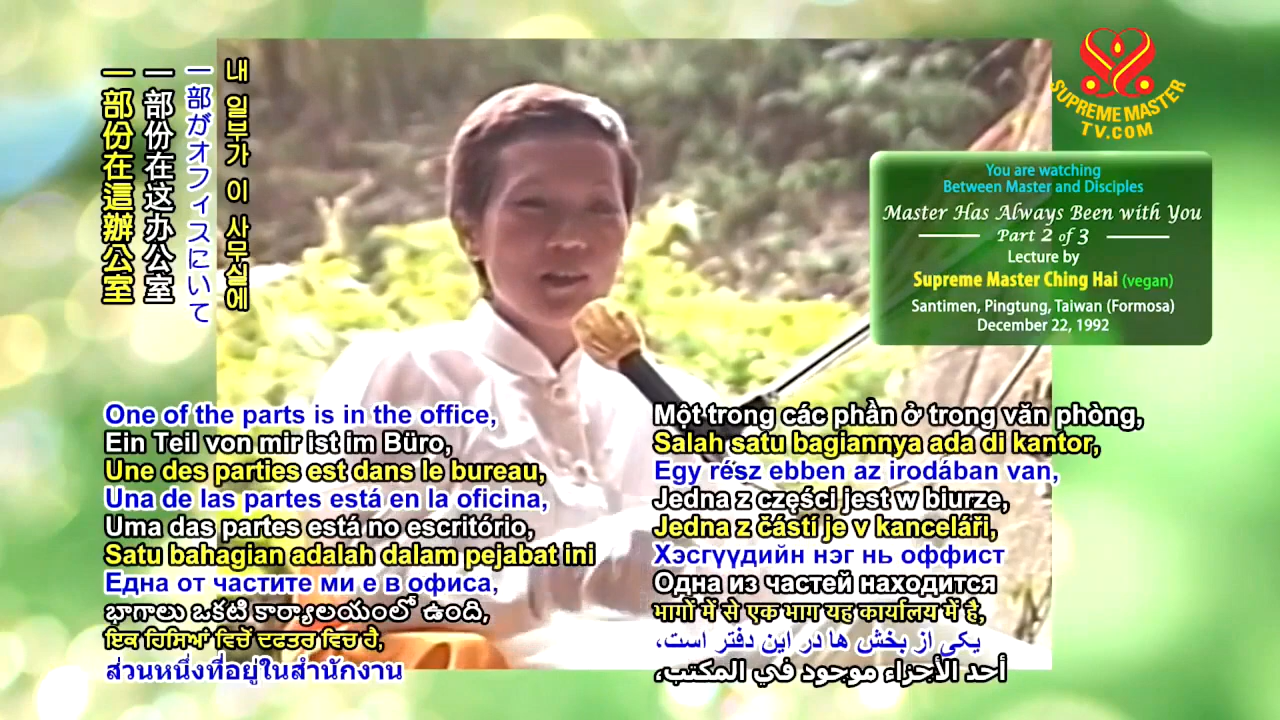 SUPREME MASTER
TV.COM
You are watching
Between Master and Disciples
Master Has Always Been with You
Part 2 of 3
Lecture by
Supreme Master Ching Hai (vegan)
Santimen, Pingtung, Taiwan (Formosa)
December 22, 1992
一部份在這辦公室
一部份在这办公室
一部がオフィスにいて
내 일부가 이 사무실에
One of the parts is in the office,
Ein Teil von mir ist im Büro,
Une des parties est dans le bureau,
Una de las partes está en la oficina,
Uma das partes está no escritório,
Satu bahagian adalah dalam pejabat ini
Една от частите ми е в офиса,
భాగాలు ఒకటి కార్యాలయంలో ఉంది,
ਇਕ ਹਿਸਿਆਂ ਵਿਚੋਂ ਦਫਤਰ ਵਿਚ ਹੈ,
ส่วนหนึ่งที่อยู่ในสำนักงาน
Một trong các phần ở trong văn phòng,
Salah satu bagiannya ada di kantor,
Egy rész ebben az irodában van,
Jedna z części jest w biurze,
Jedna z částí je v kanceláři,
Хэсгүүдийн нэг нь оффист
Одна из частей находится
भागों में से एक भाग यह कार्यालय में है,
یکی از بخش ها در این دفتر است،
أحد الأجزاء موجود في المكتب،